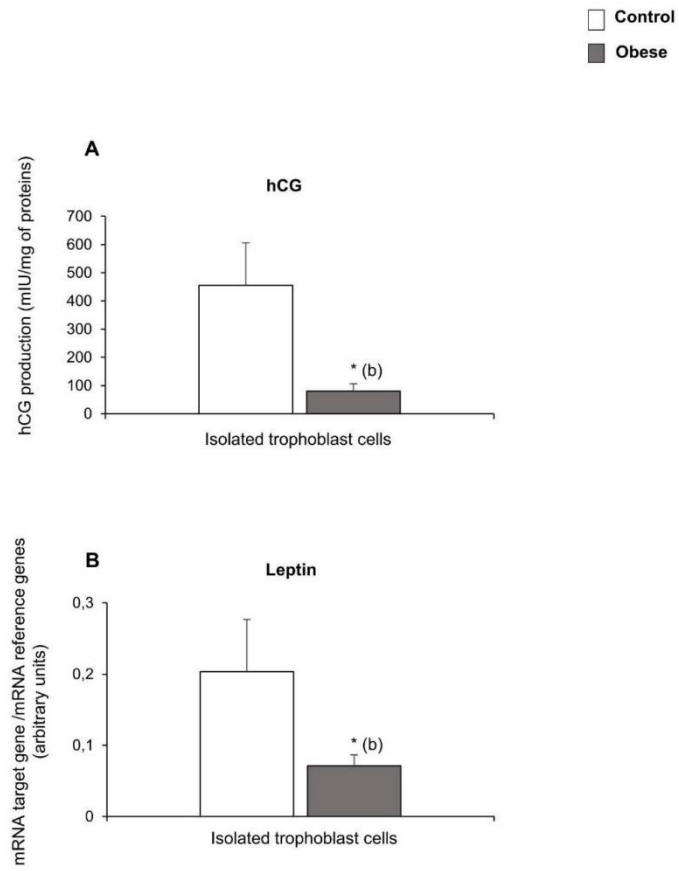 Control
Obese
A
hCG
hCG production (mIU/mg of proteins)
700
600
500
400
300
200
100
0
* (b)
Isolated trophoblast cells
B
Leptin
mRNA target gene /mRNA reference genes
(arbitrary units)
0,3
0,2
0,1
0
* (b)
Isolated trophoblast cells